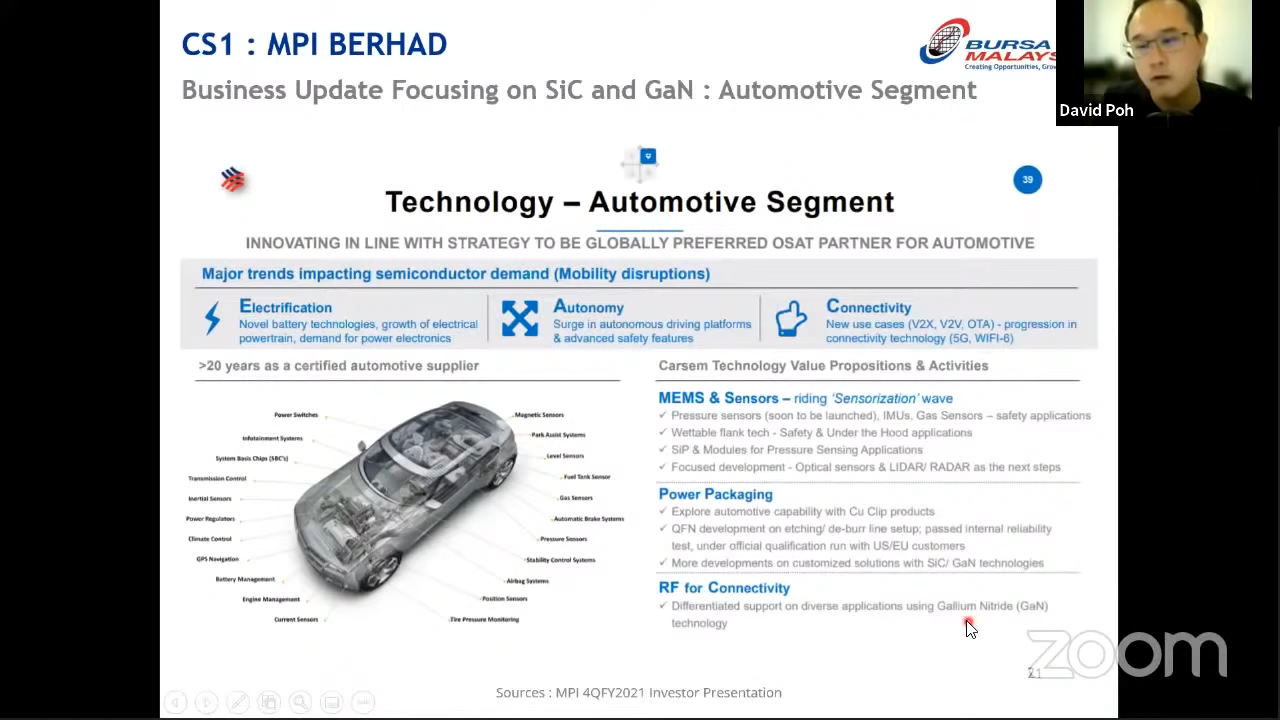 CS1 : MPI BERHAD
Business Update Focusing on SiC and GaN : Automotive Segment
BURSA
MALAYS
Creating Opportunities, Grow
David Poh
39
Technology – Automotive Segment
INNOVATING IN LINE WITH STRATEGY TO BE GLOBALLY PREFERRED OSAT PARTNER FOR AUTOMOTIVE
Major trends impacting semiconductor demand (Mobility disruptions)
Electrification
Novel battery technologies, growth of electrical
powertrain, demand for power electronics
Autonomy
Surge in autonomous driving platforms
& advanced safety features
Connectivity
New use cases (V2X, V2V, OTA) - progression in
connectivity technology (5G, WIFI-6)
>20 years as a certified automotive supplier
Power Switches
Infotainment Systems
System Basis Chips (SBC's)
Transmission Control
Inertial Sensors
Power Regulators
Climate Control
GPS Navigation
Battery Management
Engine Management
Current Sensors
Magnetic Sensors
Park Assist Systems
Level Sensors
Fuel Tank Sensor
Gas Sensors
Automatic Brake Systems
Pressure Sensors
Stability Control Systems
Airbag Systems
Position Sensors
Tire Pressure Monitoring
Carsem Technology Value Propositions & Activities
MEMS & Sensors – riding 'Sensorization' wave
✓ Pressure sensors (soon to be launched), IMUs, Gas Sensors – safety applications
✓ Wettable flank tech - Safety & Under the Hood applications
✓ SiP & Modules for Pressure Sensing Applications
✓ Focused development - Optical sensors & LIDAR/ RADAR as the next steps
Power Packaging
✓ Explore automotive capability with Cu Clip products
✓ QFN development on etching/ de-burr line setup; passed internal reliability
test, under official qualification run with US/EU customers
✓ More developments on customized solutions with SiC/ GaN technologies
RF for Connectivity
✓ Differentiated support on diverse applications using Gallium Nitride (GaN)
technology
zoom
21
Sources : MPI 4QFY2021 Investor Presentation